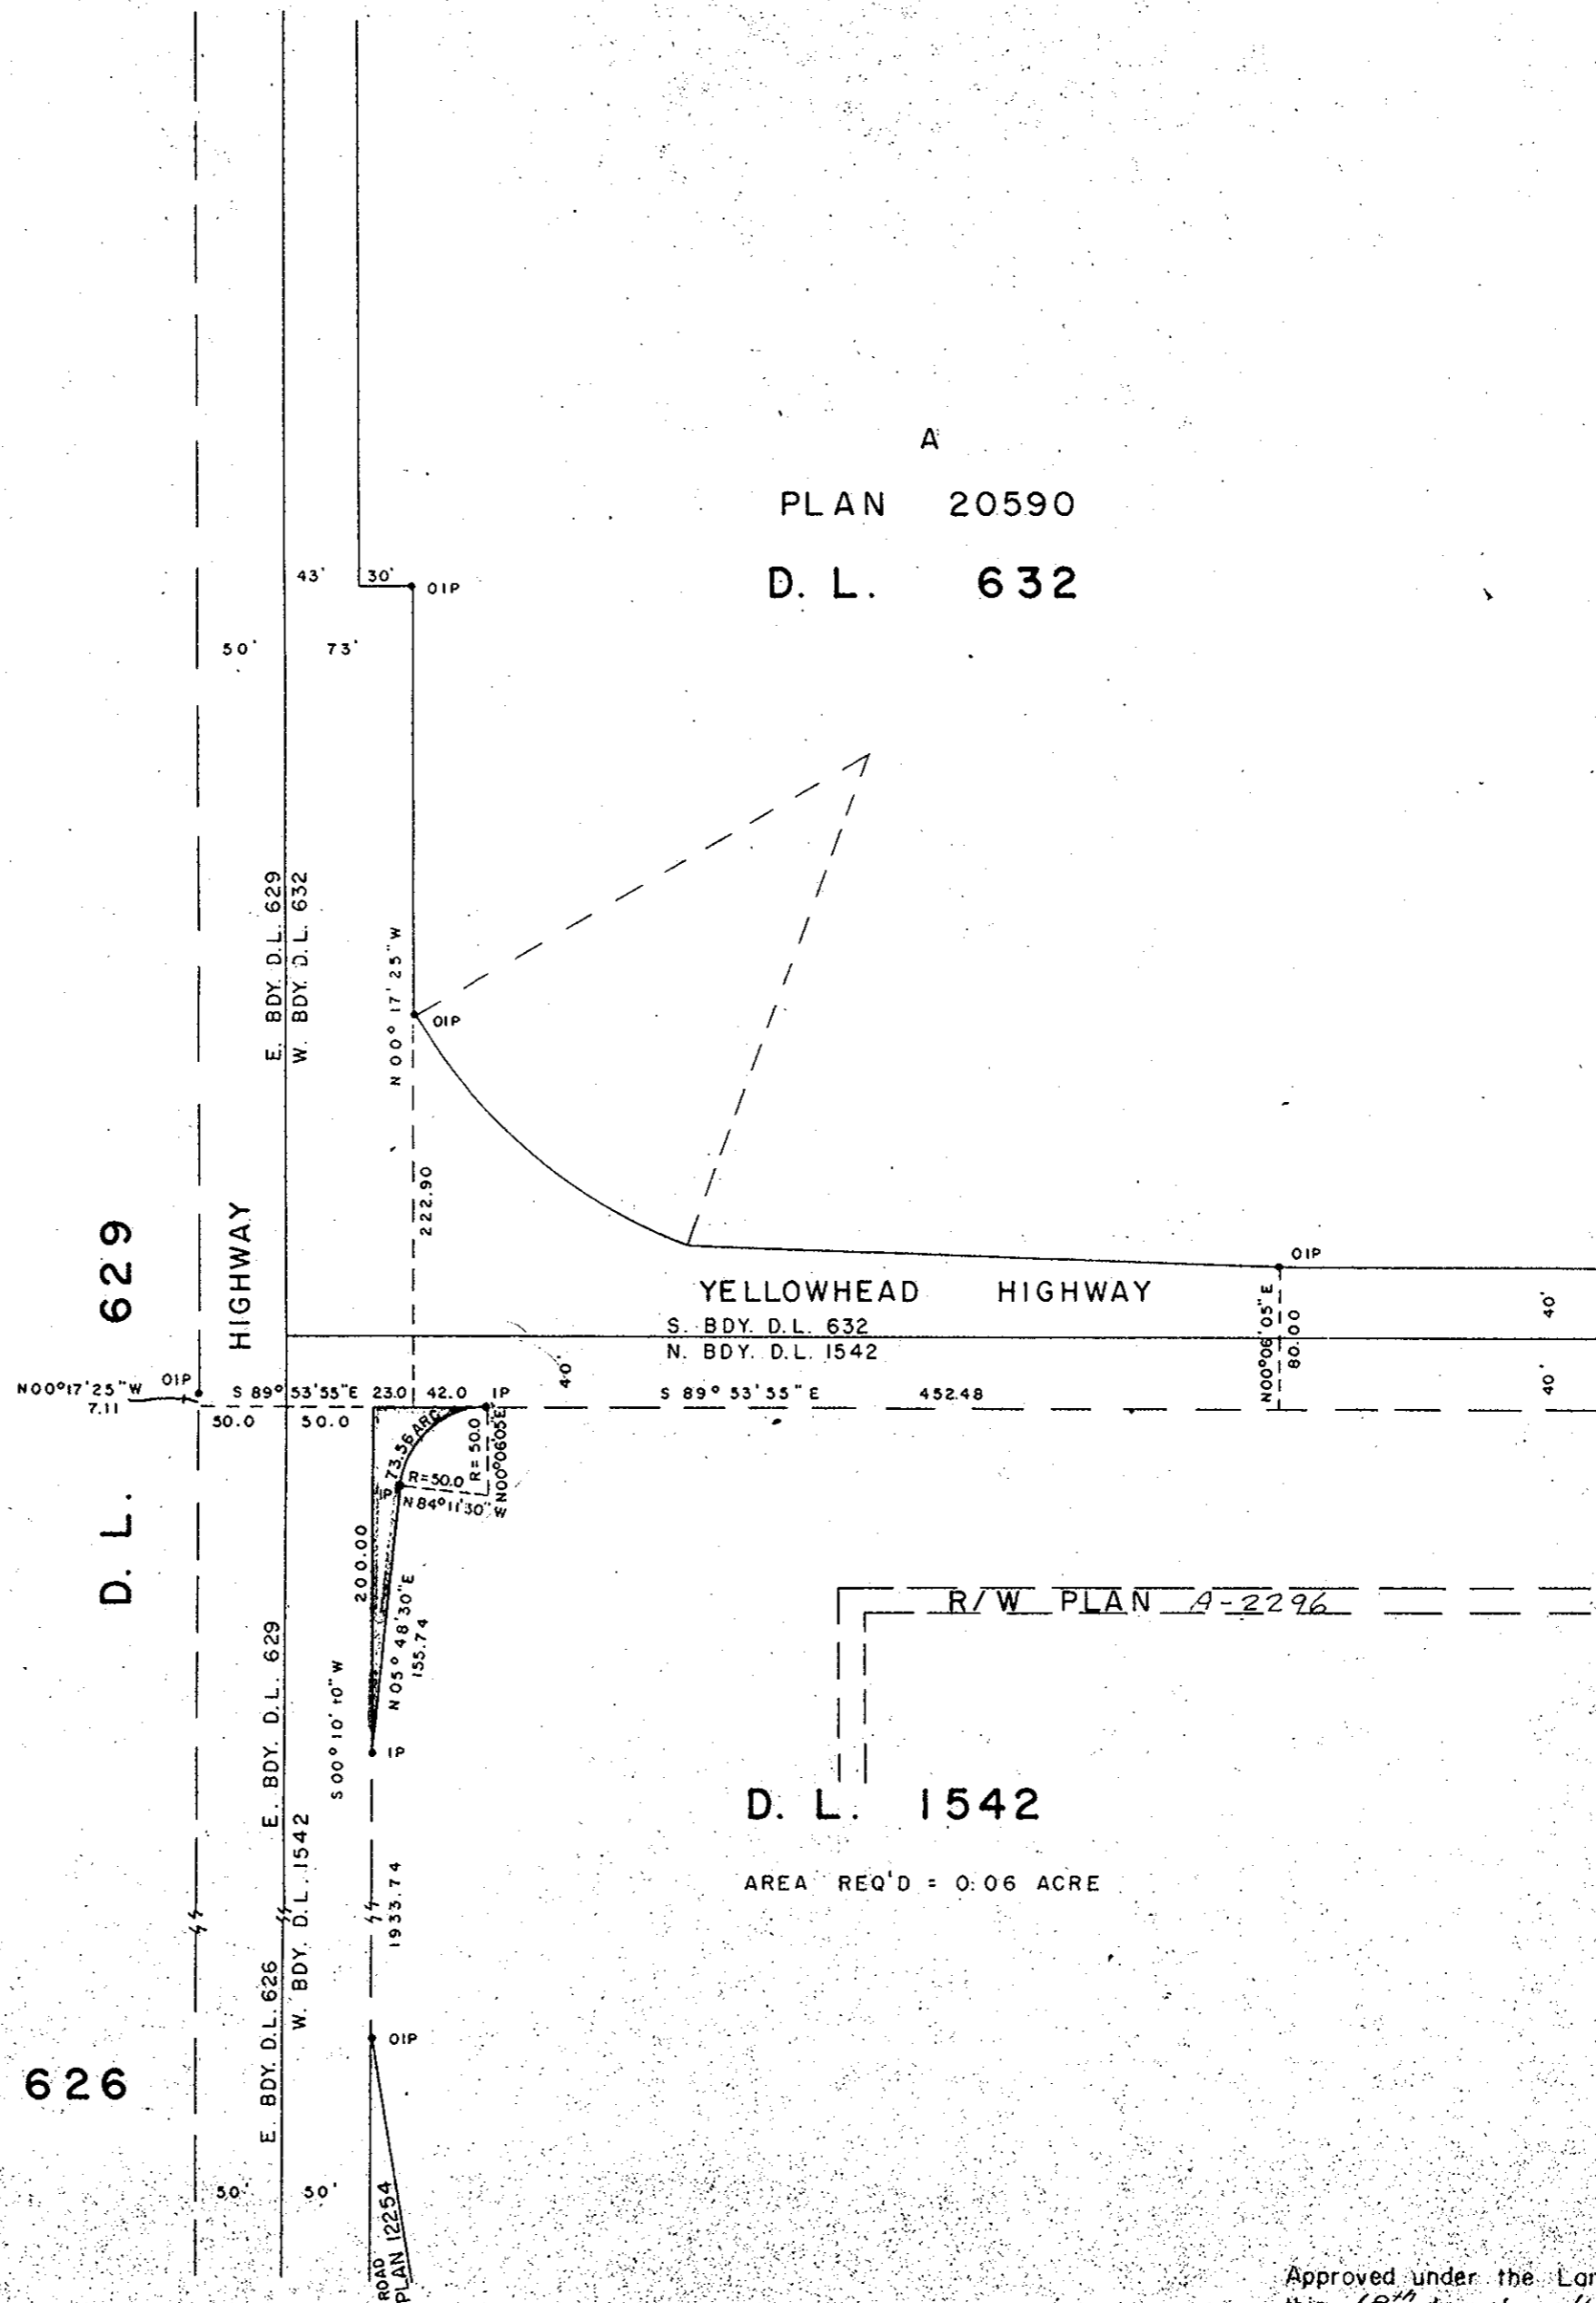 A
PLAN 20590
D. L. 632
43'
30'
OIP
50'
73'
E. BDY. D.L. 629
W. BDY. D.L. 632
N 00° 17' 25" W
OIP
222.90
D. L. 629
HIGHWAY
YELLOWHEAD HIGHWAY
OIP
S. BDY. D.L. 632
N. BDY. D.L. 1542
N00°06'05"E
80.00
40'
40'
40'
N00°17'25"W
7.11
OIP
S 89° 53'55"E
23.0
42.0
IP
S 89° 53'55" E
452.48
50.0
50.0
73.56 ARC
R=50.0
R= 50.0
N00°06'05"E
IP
N84°11'30"W
200.00
N 05° 48'30"E
155.74
R/W PLAN A-2296
S 00° 10' 10" W
E. BDY. D.L. 629
IP
D. L. 1542
W. BDY. D.L. 1542
AREA REQ'D = 0.06 ACRE
1933.74
E. BDY. D.L. 626
OIP
626
50'
50'
ROAD
PLAN 12254
Approved under the Lan